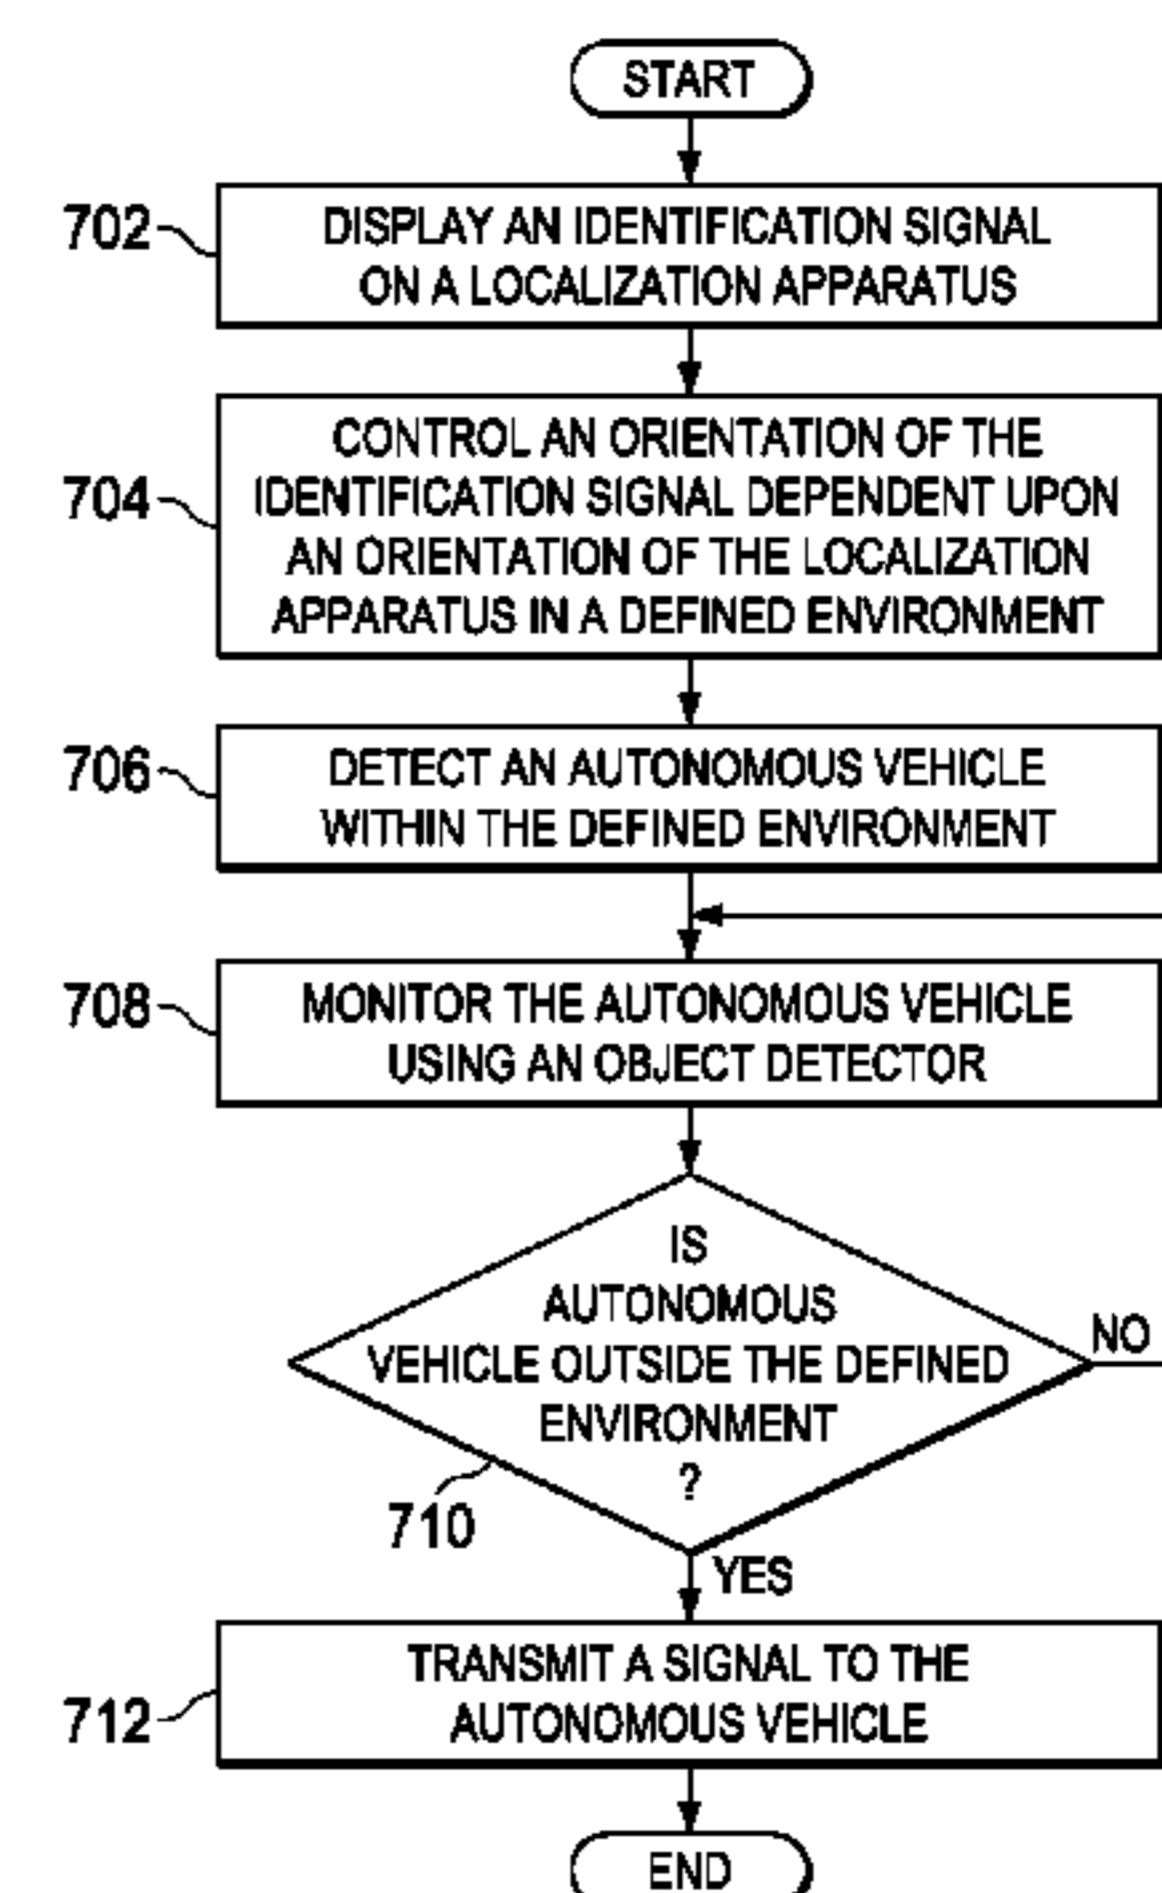 START
702
DISPLAY AN IDENTIFICATION SIGNAL
ON A LOCALIZATION APPARATUS
704
CONTROL AN ORIENTATION OF THE
IDENTIFICATION SIGNAL DEPENDENT UPON
AN ORIENTATION OF THE LOCALIZATION
APPARATUS IN A DEFINED ENVIRONMENT
706
DETECT AN AUTONOMOUS VEHICLE
WITHIN THE DEFINED ENVIRONMENT
708
MONITOR THE AUTONOMOUS VEHICLE
USING AN OBJECT DETECTOR
IS
AUTONOMOUS
VEHICLE OUTSIDE THE DEFINED
ENVIRONMENT
?
NO
710
YES
712
TRANSMIT A SIGNAL TO THE
AUTONOMOUS VEHICLE
END